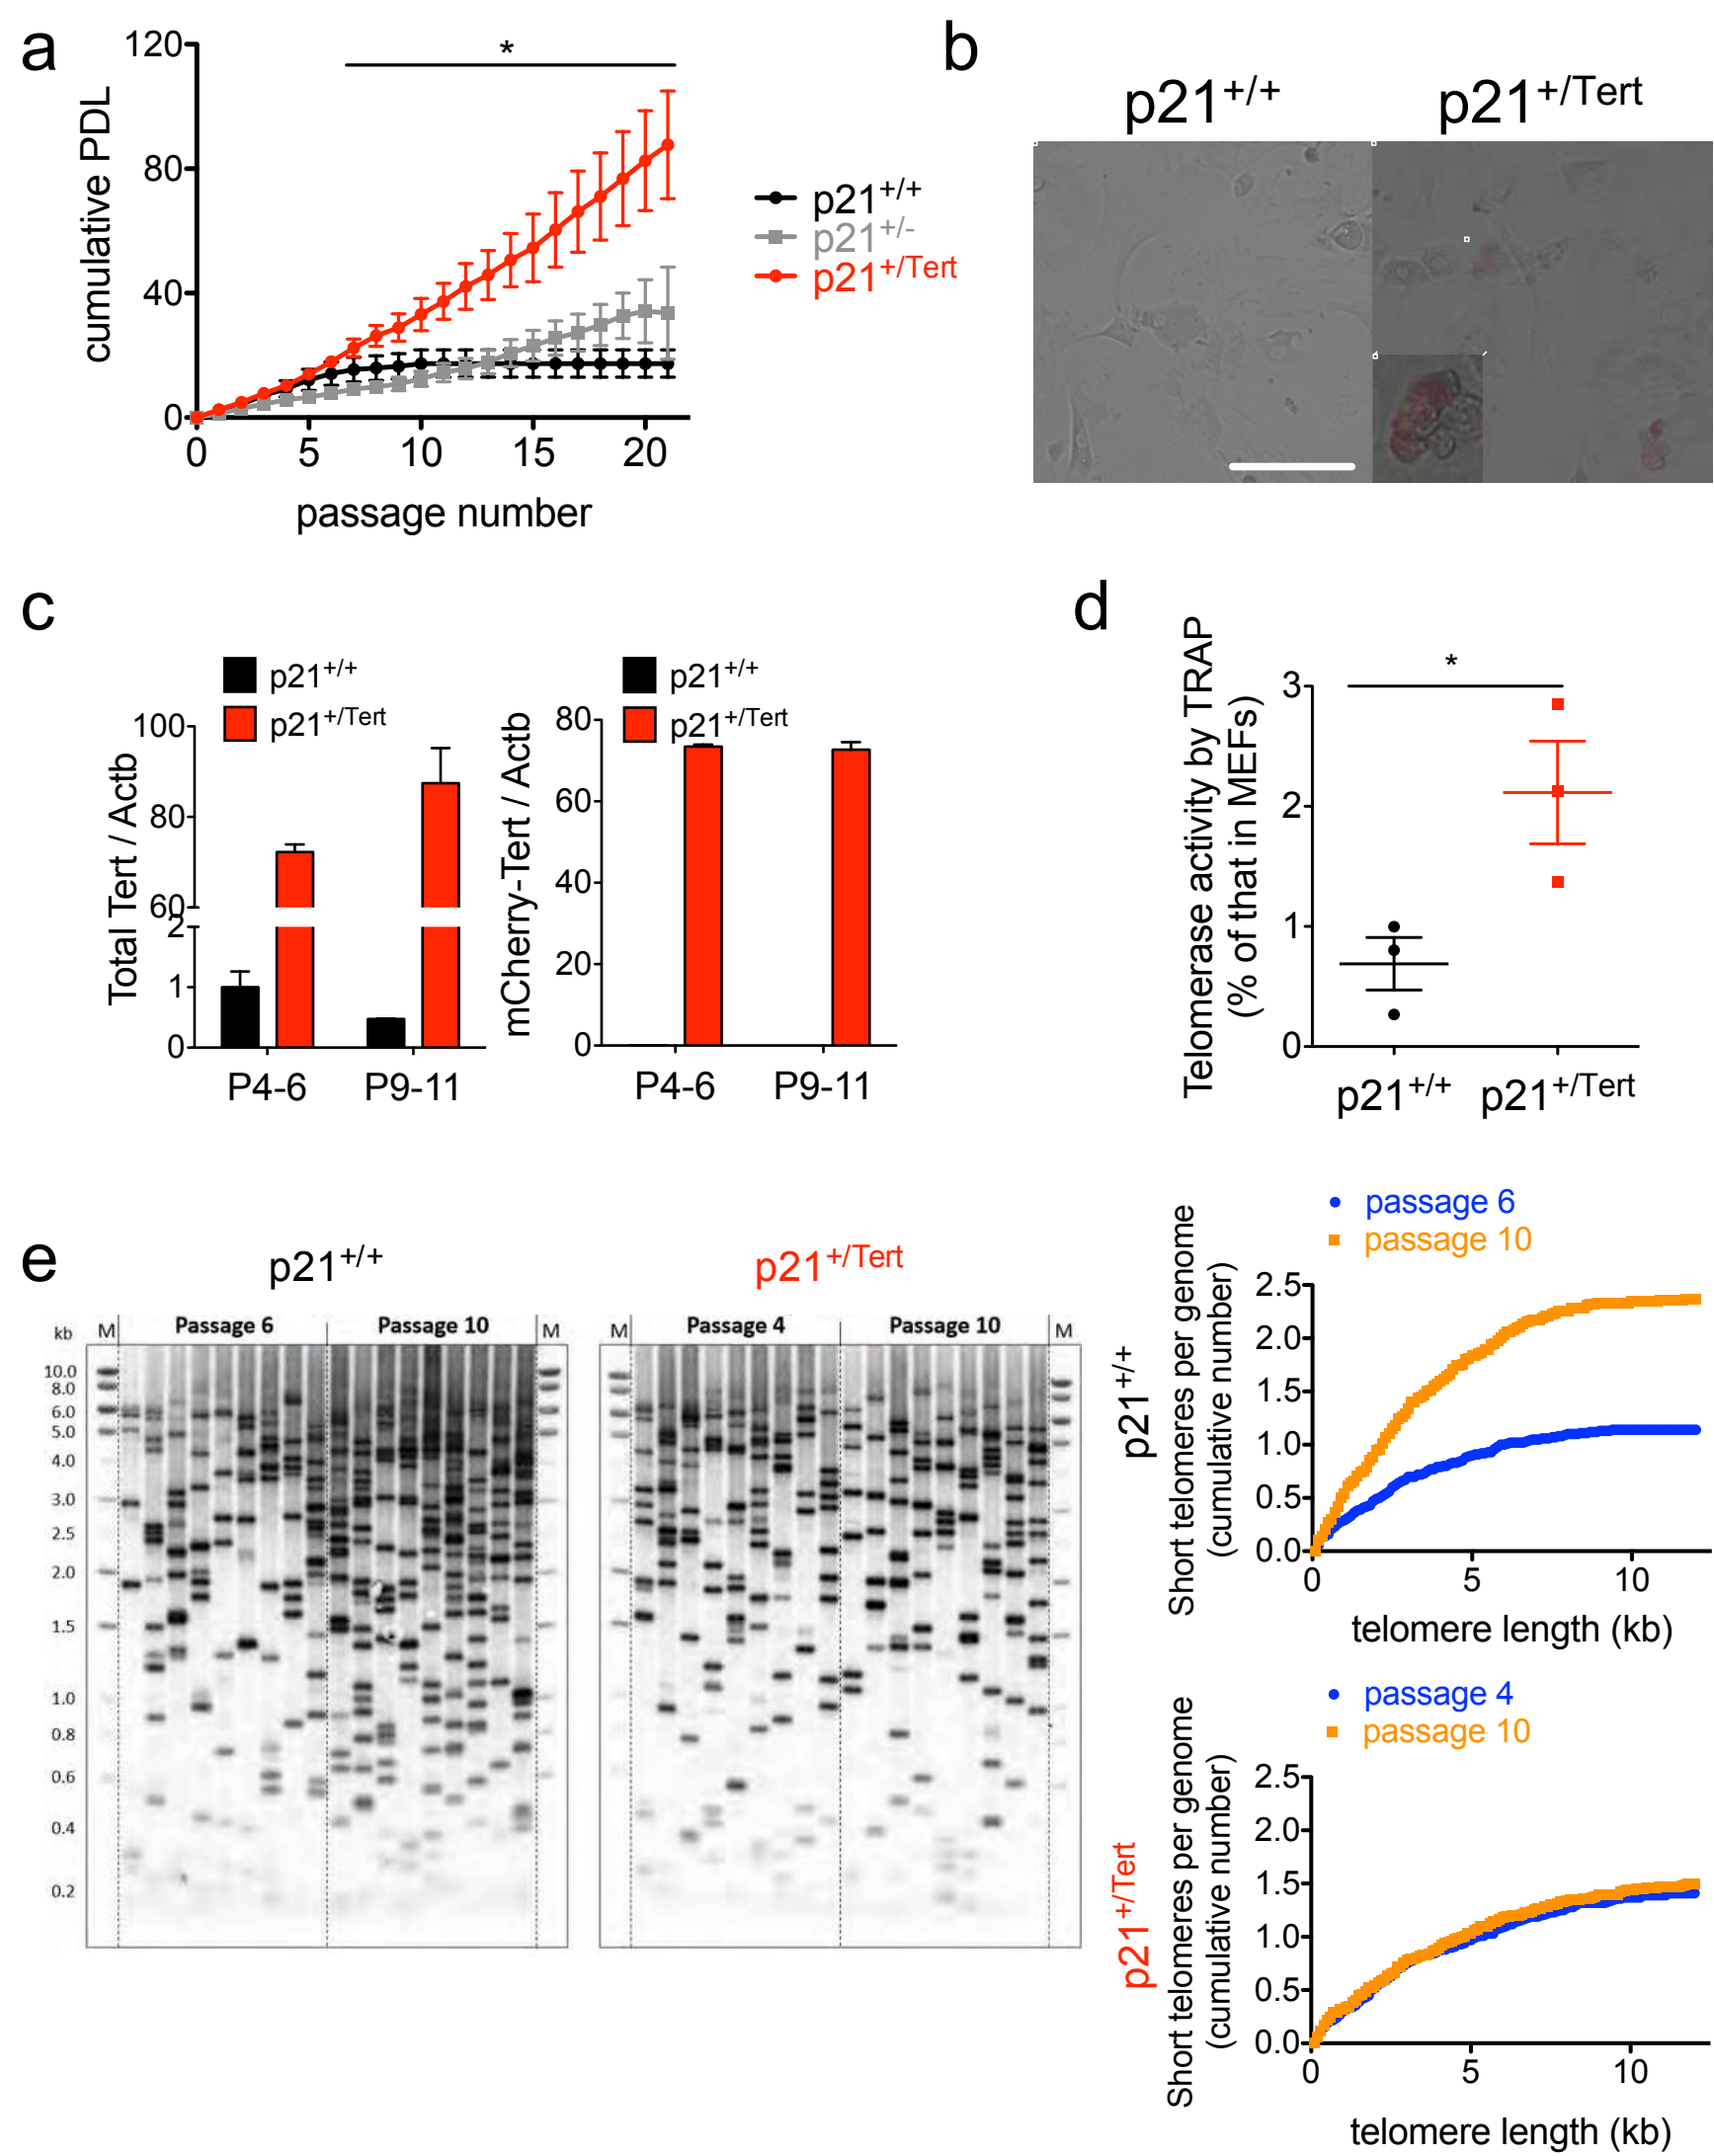 a
120
80
40
0
cumulative PDL
*
0 5 10 15 20
passage number
p21+/+
p21+/-
p21+/Tert
b
p21+/+ p21+/Tert
c
p21+/+
p21+/Tert
Total Tert / Actb
100
80
60
2
1
0
P4-6 P9-11
p21+/+
p21+/Tert
mCherry-Tert / Actb
80
60
40
20
0
P4-6 P9-11
d
Telomerase activity by TRAP
(% of that in MEFs)
*
3
2
1
0
p21+/+ p21+/Tert
e
p21+/+ p21+/Tert
kb M Passage 6 Passage 10 M
M Passage 4 Passage 10 M
10.0
8.0
6.0
5.0
4.0
3.0
2.5
2.0
1.5
1.0
0.8
0.6
0.4
0.2
passage 6
passage 10
p21+/+
Short telomeres per genome
(cumulative number)
2.5
2.0
1.5
1.0
0.5
0.0
0 5 10
telomere length (kb)
passage 4
passage 10
p21+/Tert
Short telomeres per genome
(cumulative number)
2.5
2.0
1.5
1.0
0.5
0.0
0 5 10
telomere length (kb)